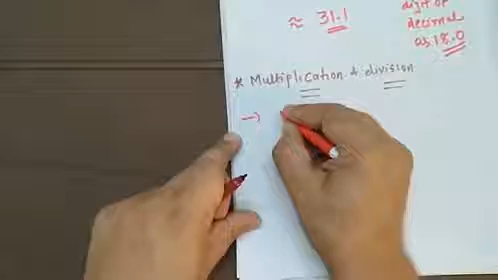 ≈ 31.1
digit of
decimal
as 18.0
* Multiplication & division
→